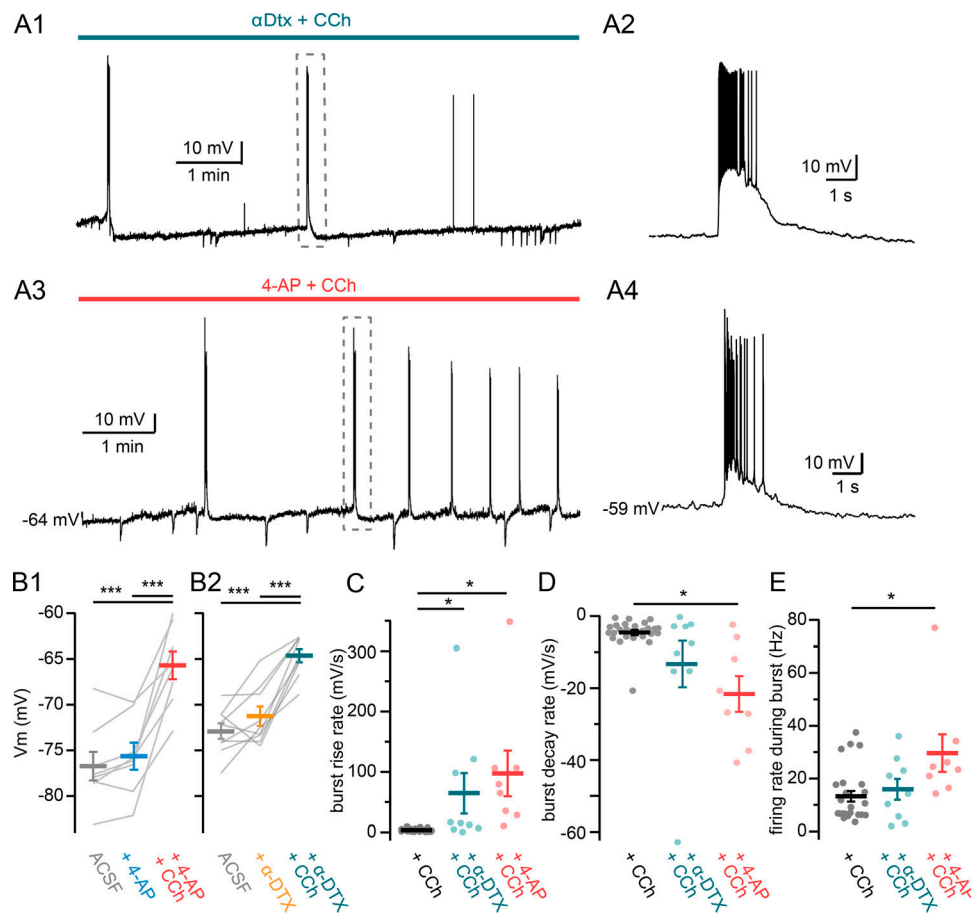 A1
αDtx + CCh
A2
10 mV
1 min
10 mV
1 s
A3
4-AP + CCh
A4
10 mV
1 min
-64 mV
10 mV
1 s
-59 mV
B1
*** ***
B2
*** ***
C
*
*
D
*
E
*
Vm (mV)
-60
-65
-70
-75
-80
ACSF
+ 4-AP
+ 4-AP
+ CCh
ACSF
+ α-DTX
+ α-DTX
+ CCh
burst rise rate (mV/s)
300
200
100
0
+ CCh
+ α-DTX
+ CCh
+ 4-AP
+ CCh
burst decay rate (mV/s)
0
-20
-40
-60
+ CCh
+ α-DTX
+ CCh
+ 4-AP
+ CCh
firing rate during burst (Hz)
80
60
40
20
0
+ CCh
+ α-DTX
+ CCh
+ 4-AP
+ CCh